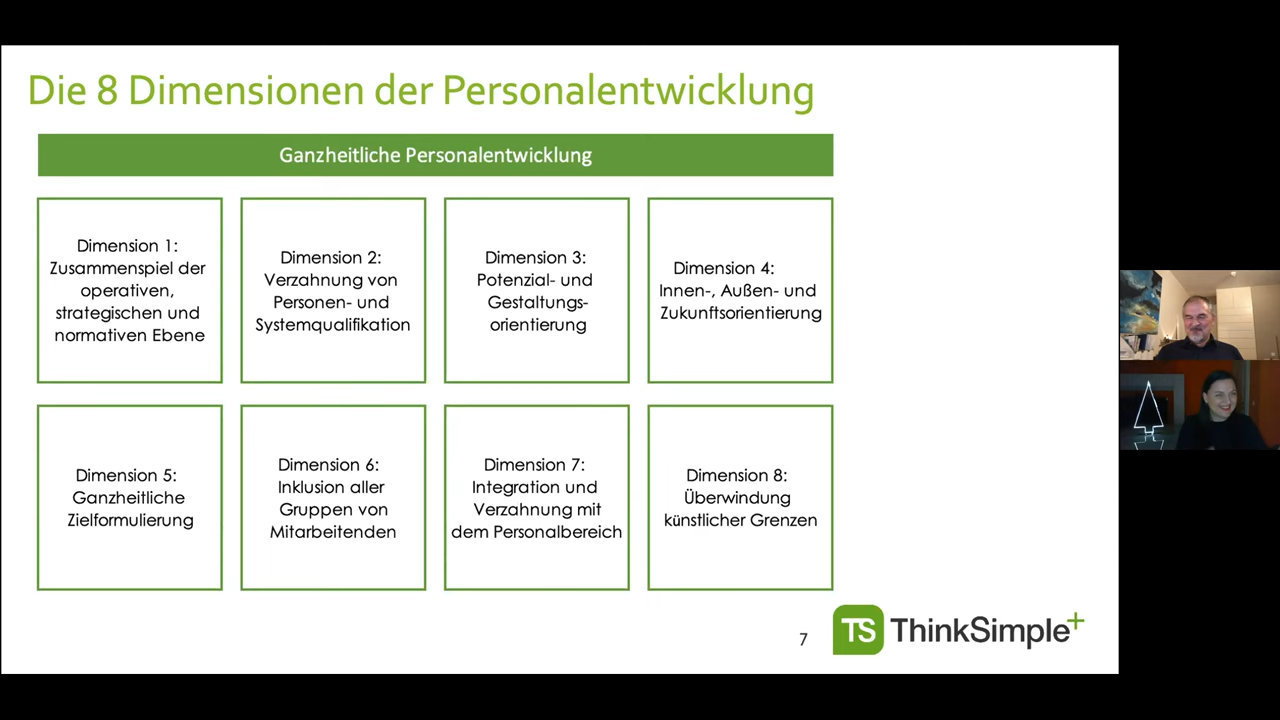 Die 8 Dimensionen der Personalentwicklung
Ganzheitliche Personalentwicklung
Dimension 1:
Zusammenspiel der
operativen,
strategischen und
normativen Ebene
Dimension 2:
Verzahnung von
Personen- und
Systemqualifikation
Dimension 3:
Potenzial- und
Gestaltungs-
orientierung
Dimension 4:
Innen-, Außen- und
Zukunftsorientierung
Dimension 5:
Ganzheitliche
Zielformulierung
Dimension 6:
Inklusion aller
Gruppen von
Mitarbeitenden
Dimension 7:
Integration und
Verzahnung mit
dem Personalbereich
Dimension 8:
Überwindung
künstlicher Grenzen
7
TS ThinkSimple+